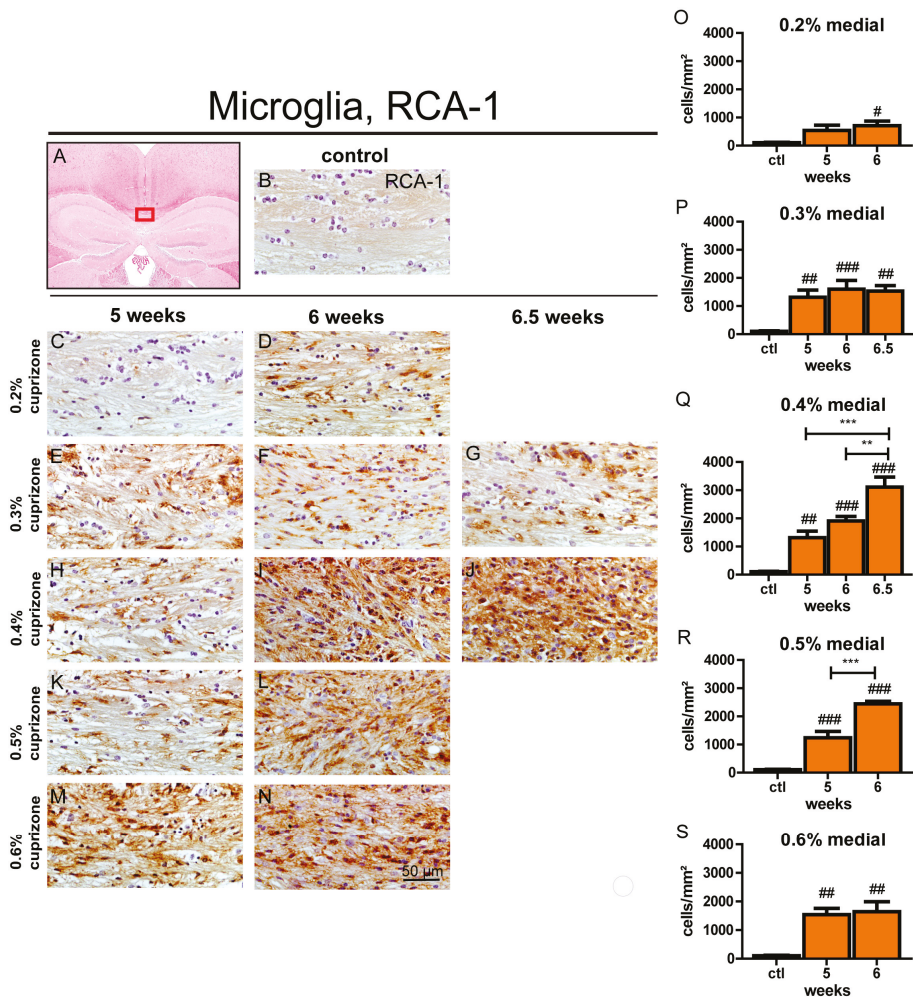 Microglia, RCA-1
A
control
B
RCA-1
5 weeks
6 weeks
6.5 weeks
0.2%
cuprizone
C
D
0.3%
cuprizone
E
F
G
0.4%
cuprizone
H
I
J
0.5%
cuprizone
K
L
0.6%
cuprizone
M
N
50 µm
O
0.2% medial
cells/mm²
4000
3000
2000
1000
0
#
ctl 5 6
weeks
P
0.3% medial
cells/mm²
4000
3000
2000
1000
0
## ### ##
ctl 5 6 6.5
weeks
Q
0.4% medial
***
**
cells/mm²
4000
3000
2000
1000
0
## ### ###
ctl 5 6 6.5
weeks
R
0.5% medial
***
cells/mm²
4000
3000
2000
1000
0
### ###
ctl 5 6
weeks
S
0.6% medial
cells/mm²
4000
3000
2000
1000
0
## ##
ctl 5 6
weeks